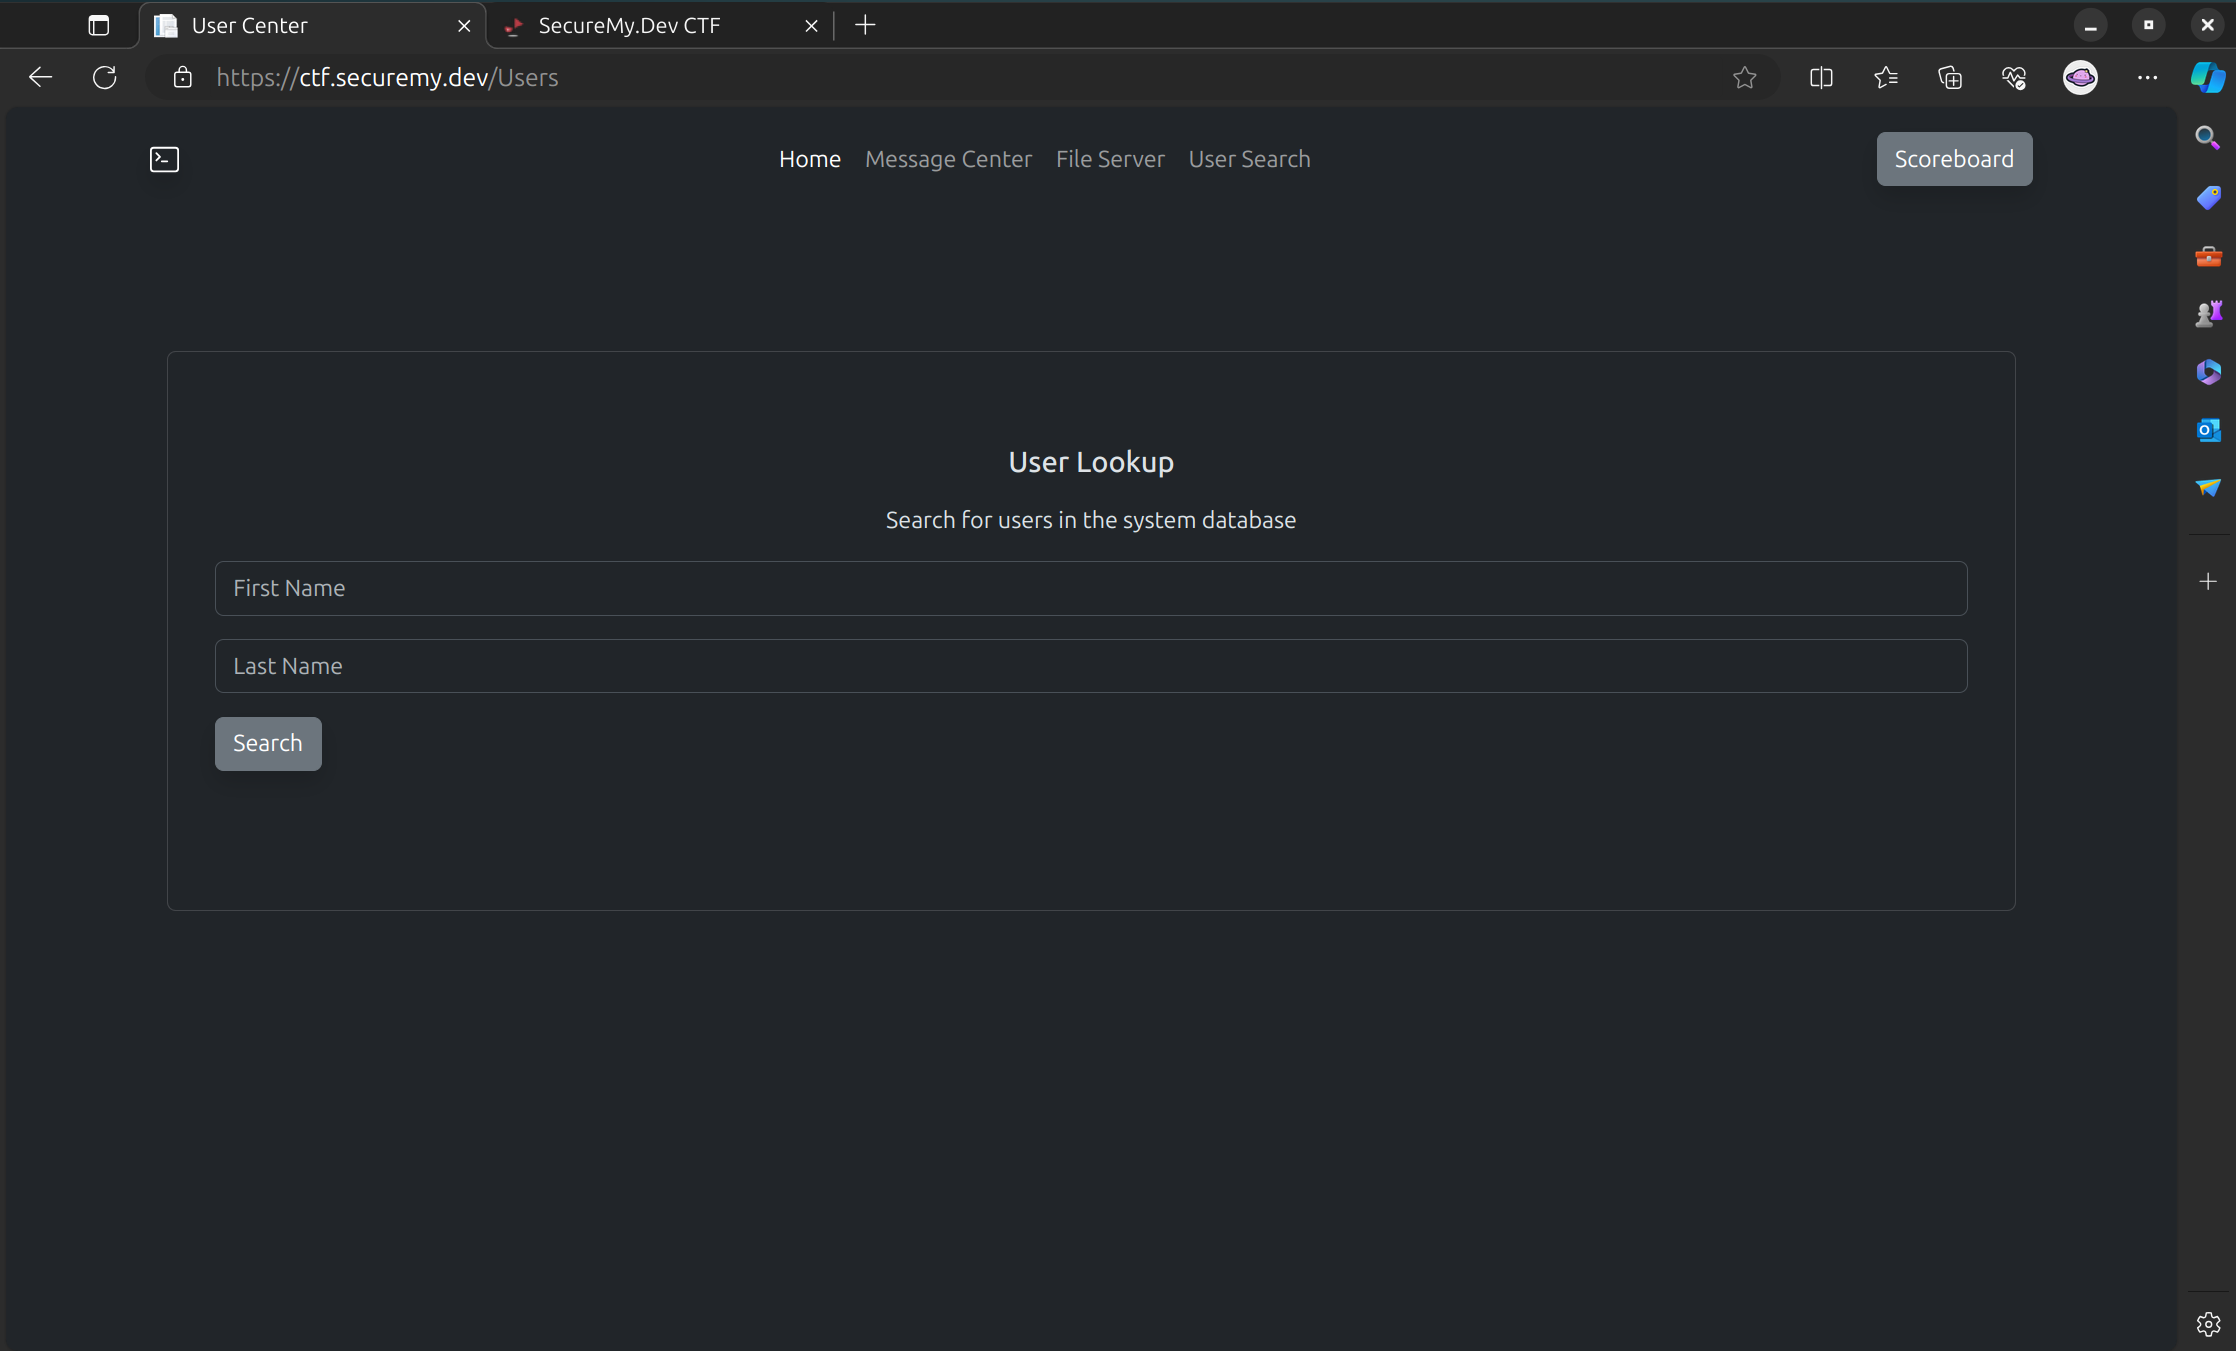 User Center
SecureMy.Dev CTF
https://ctf.securemy.dev/Users
Home Message Center File Server User Search
Scoreboard
User Lookup
Search for users in the system database
First Name
Last Name
Search